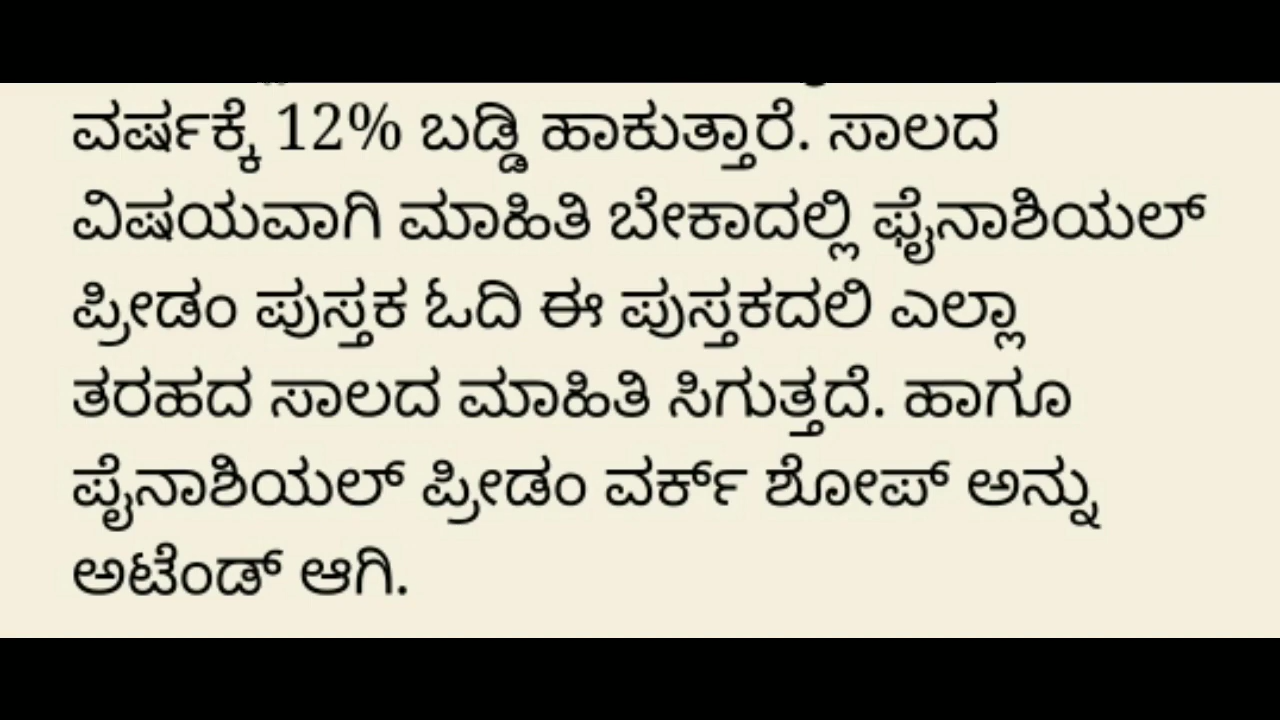 ವರ್ಷಕ್ಕೆ 12% ಬಡ್ಡಿ ಹಾಕುತ್ತಾರೆ. ಸಾಲದ
ವಿಷಯವಾಗಿ ಮಾಹಿತಿ ಬೇಕಾದಲ್ಲಿ ಫೈನಾಶಿಯಲ್
ಪ್ರೀಡಂ ಪುಸ್ತಕ ಓದಿ ಈ ಪುಸ್ತಕದಲಿ ಎಲ್ಲಾ
ತರಹದ ಸಾಲದ ಮಾಹಿತಿ ಸಿಗುತ್ತದೆ. ಹಾಗೂ
ಪೈನಾಶಿಯಲ್ ಪ್ರೀಡಂ ವರ್ಕ್ ಶೋಪ್ ಅನ್ನು
ಅಟೆಂಡ್ ಆಗಿ.